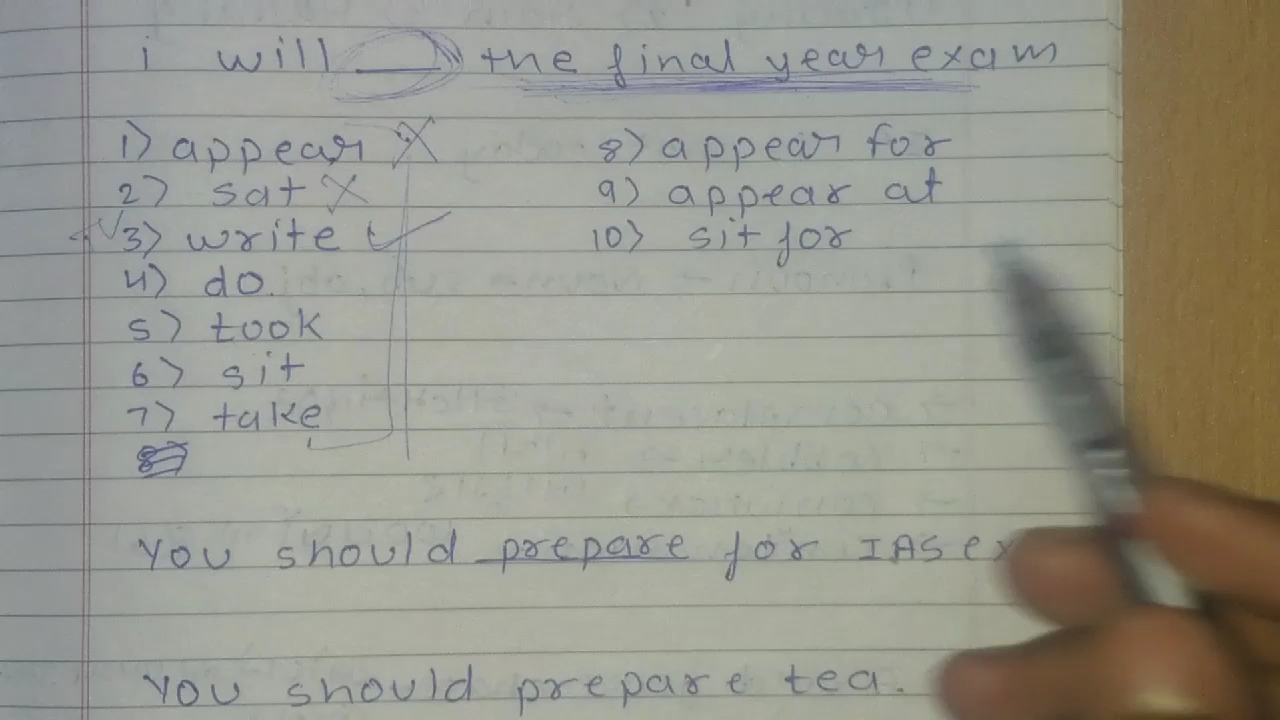 i will ___ the final year exam
1) appear X
2) sat X
3) write ✓
4) do.
5) took
6) sit
7) take
8) appear for
9) appear at
10) sit for
You should prepare for IAS ex
You should prepare tea.